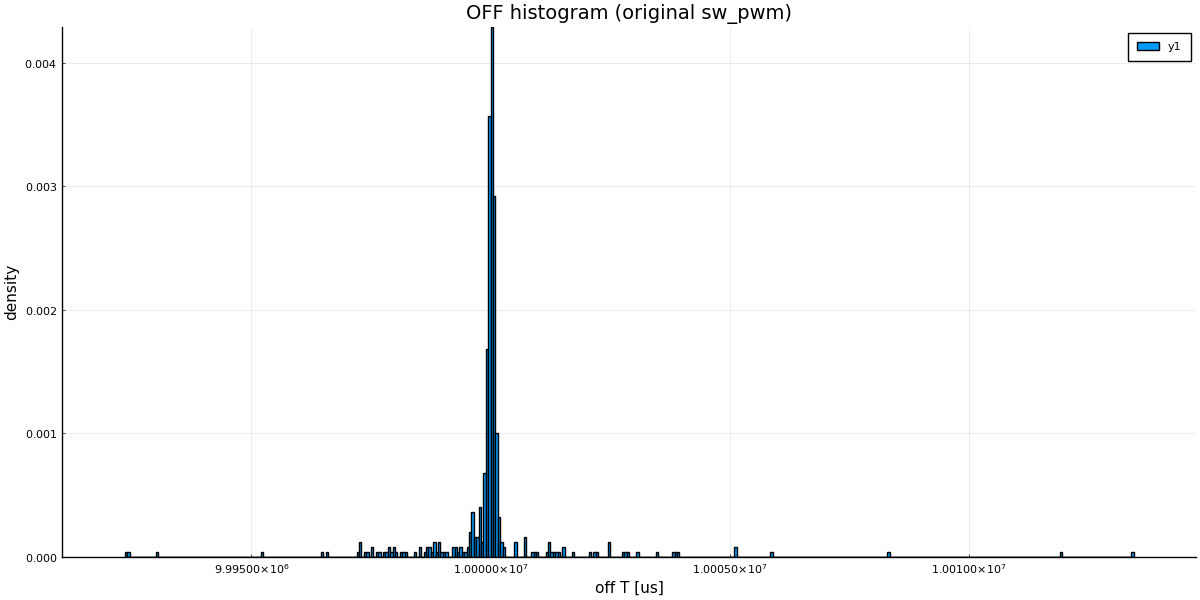 OFF histogram (original sw_pwm)
y1
0.004
0.003
0.002
0.001
0.000
density
9.99500×10⁶
1.00000×10⁷
1.00050×10⁷
1.00100×10⁷
off T [us]